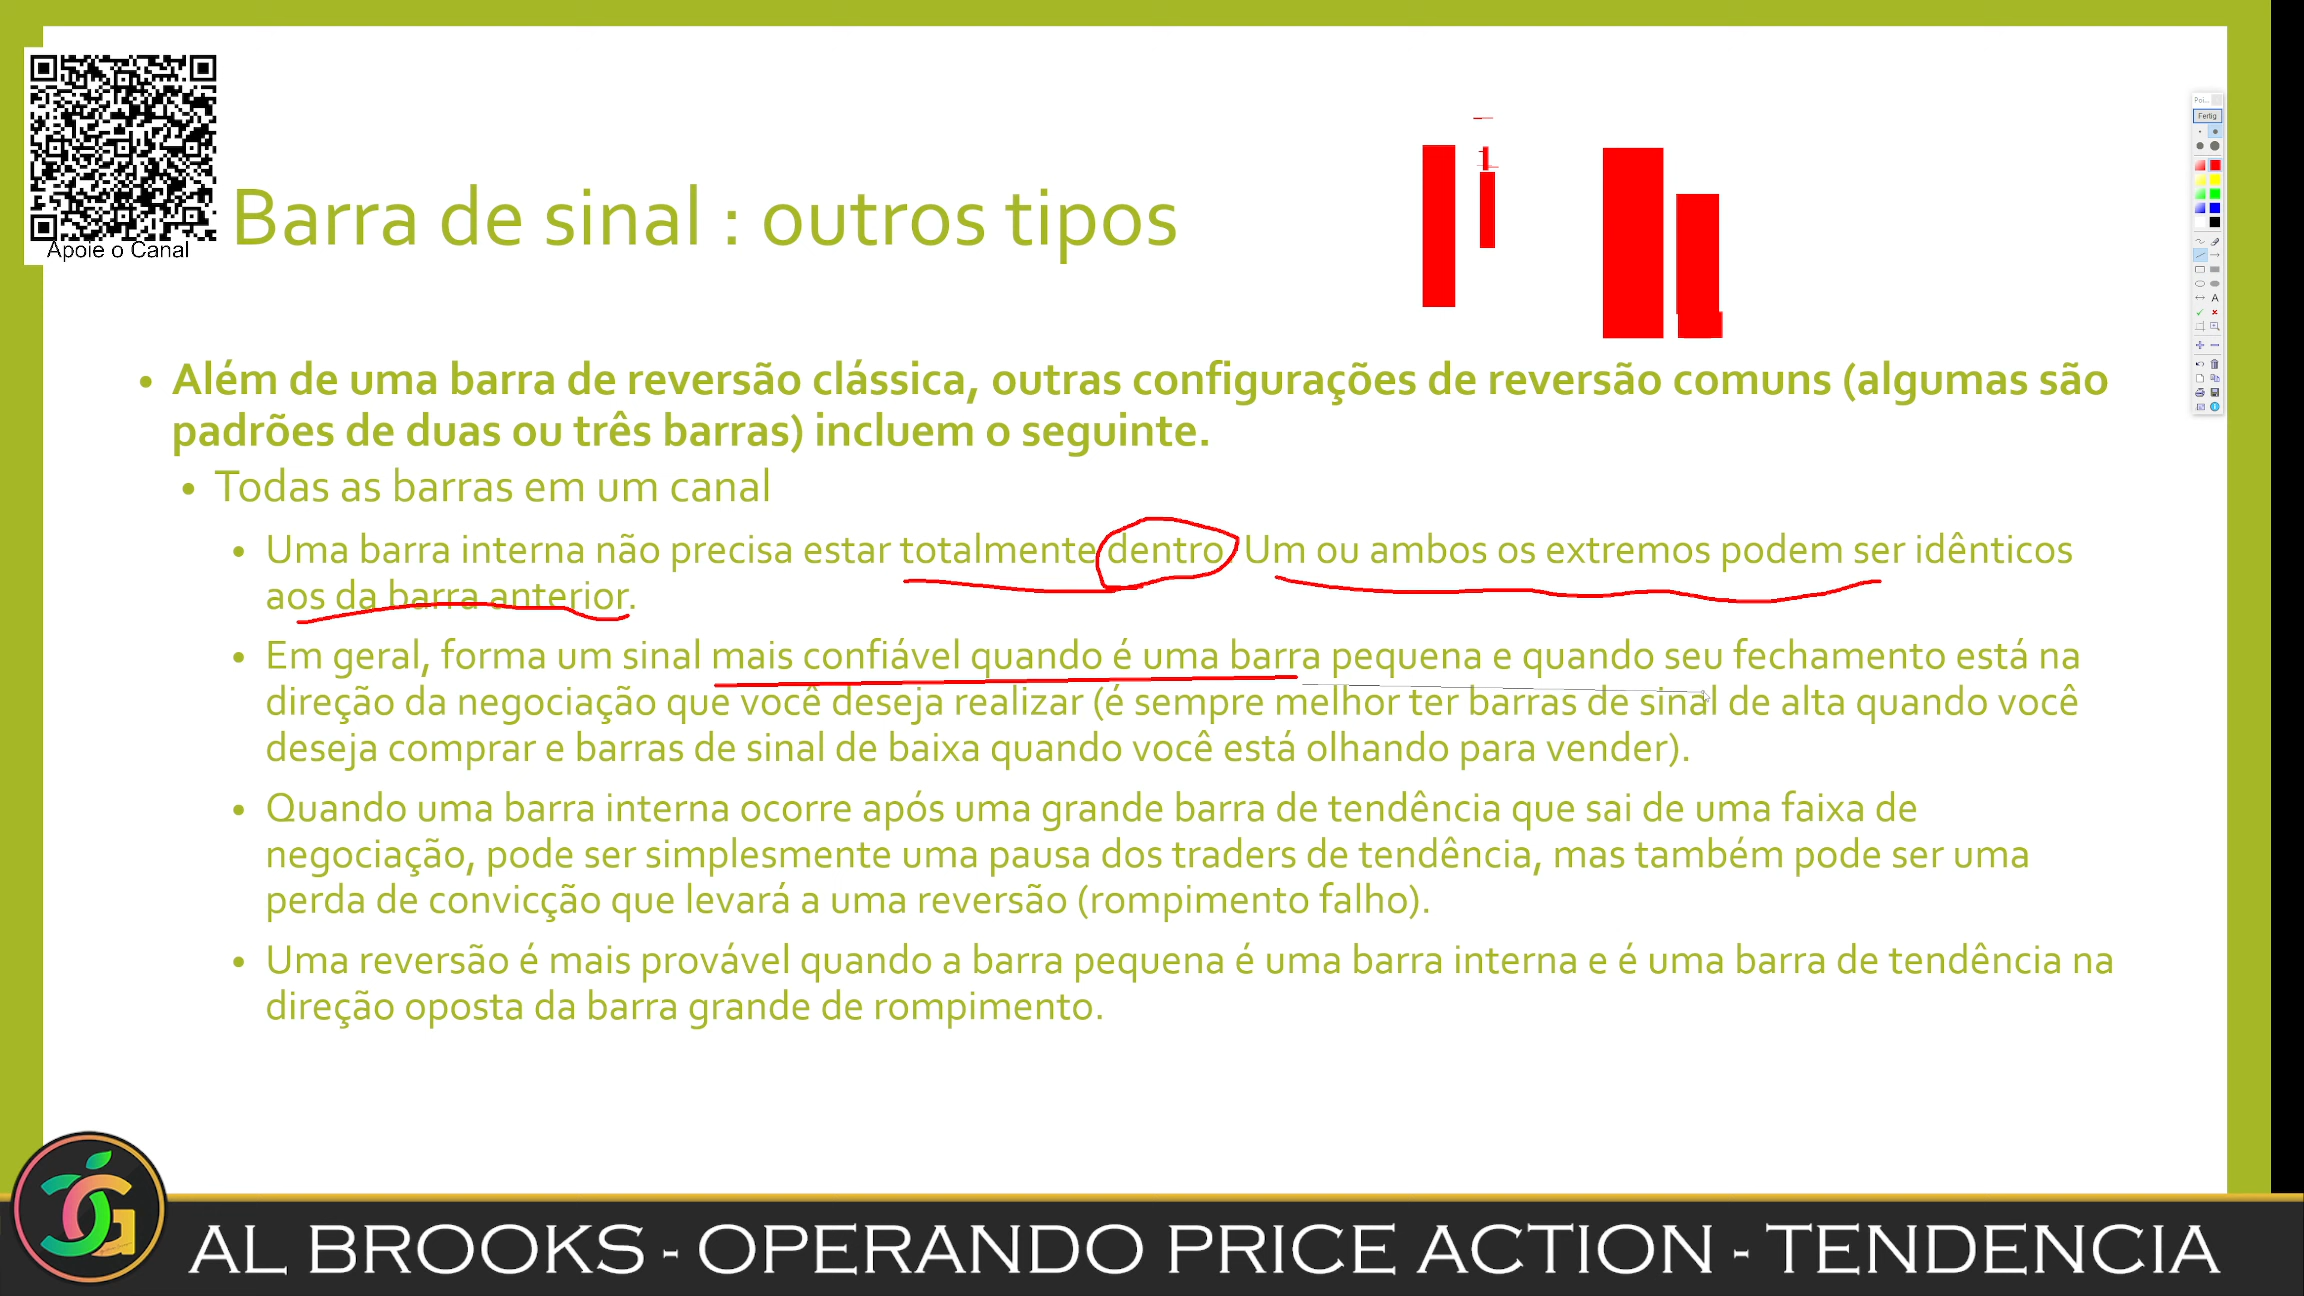 Apoie o Canal
Barra de sinal : outros tipos
Poi...
Fertig
A
• Além de uma barra de reversão clássica, outras configurações de reversão comuns (algumas são
padrões de duas ou três barras) incluem o seguinte.
• Todas as barras em um canal
• Uma barra interna não precisa estar totalmente dentro. Um ou ambos os extremos podem ser idênticos
aos da barra anterior.
• Em geral, forma um sinal mais confiável quando é uma barra pequena e quando seu fechamento está na
direção da negociação que você deseja realizar (é sempre melhor ter barras de sinal de alta quando você
deseja comprar e barras de sinal de baixa quando você está olhando para vender).
• Quando uma barra interna ocorre após uma grande barra de tendência que sai de uma faixa de
negociação, pode ser simplesmente uma pausa dos traders de tendência, mas também pode ser uma
perda de convicção que levará a uma reversão (rompimento falho).
• Uma reversão é mais provável quando a barra pequena é uma barra interna e é uma barra de tendência na
direção oposta da barra grande de rompimento.
AL BROOKS - OPERANDO PRICE ACTION - TENDENCIA